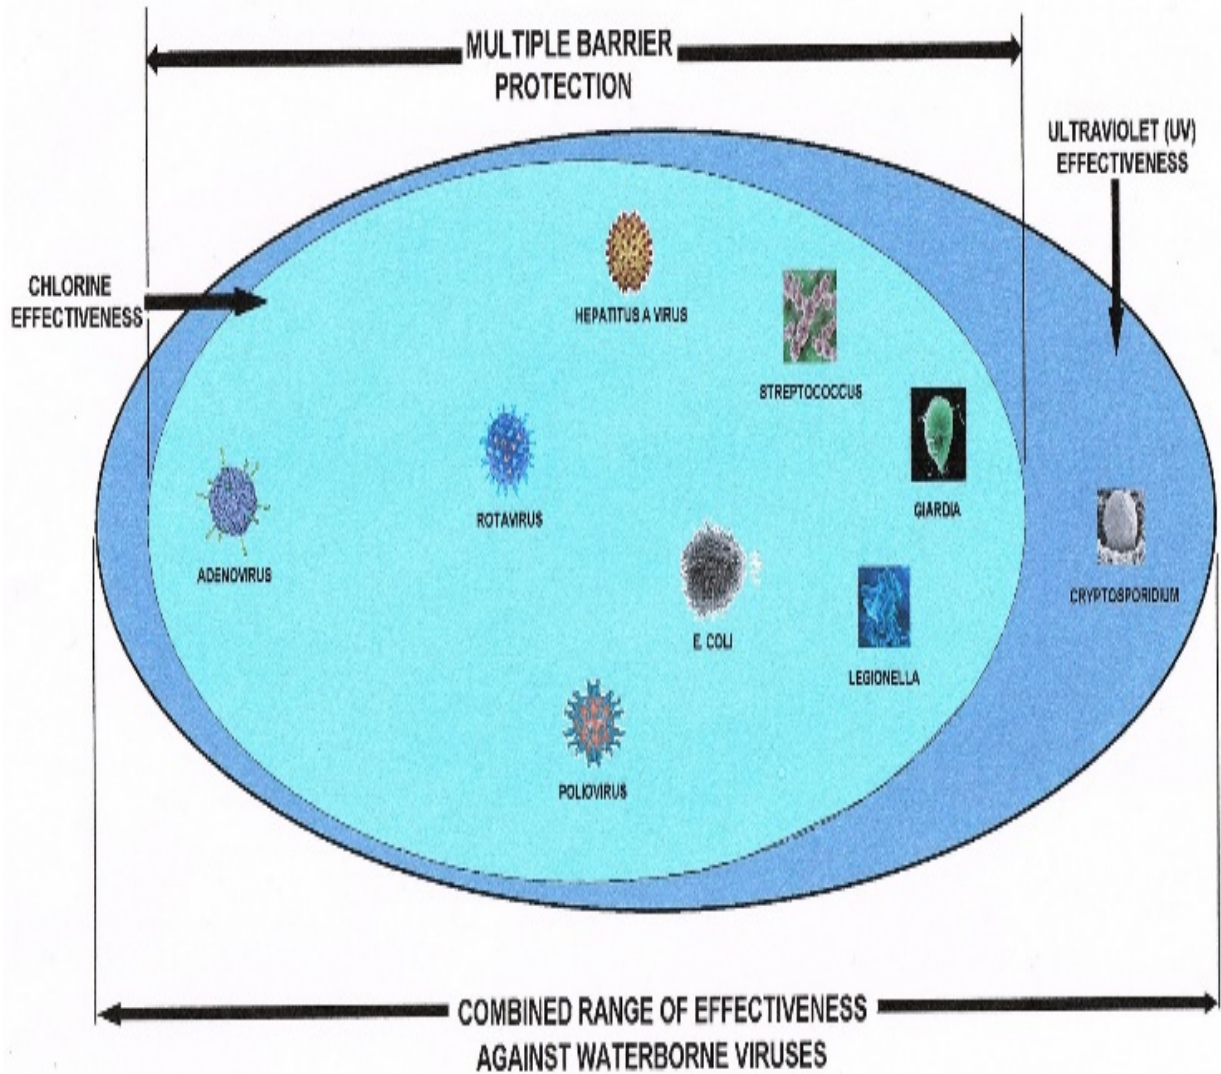 MULTIPLE BARRIER
PROTECTION
ULTRAVIOLET (UV)
EFFECTIVENESS
CHLORINE
EFFECTIVENESS
HEPATITUS A VIRUS
STREPTOCOCCUS
GIARDIA
ROTAVIRUS
ADENOVIRUS
CRYPTOSPORIDIUM
E. COLI
LEGIONELLA
POLIOVIRUS
COMBINED RANGE OF EFFECTIVENESS
AGAINST WATERBORNE VIRUSES